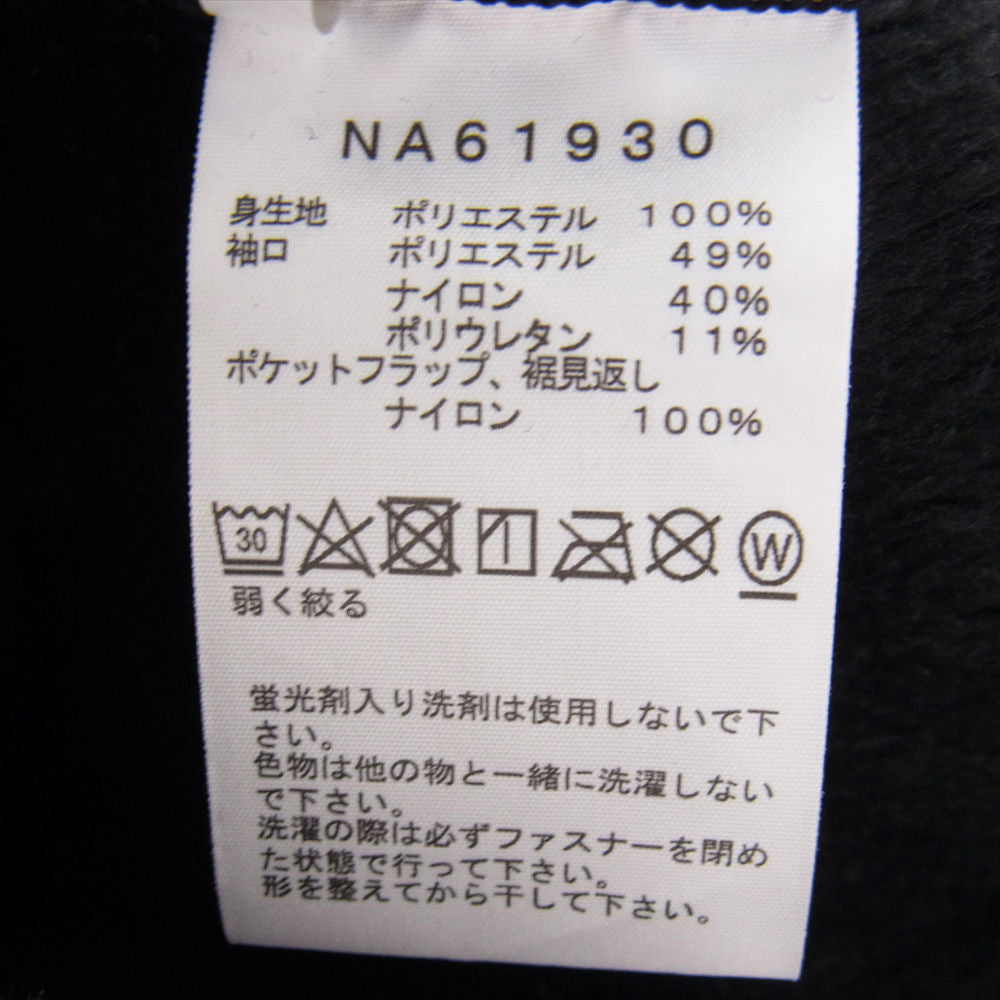 NA61930
身生地 ポリエステル 100%
袖口 ポリエステル 49%
ナイロン 40%
ポリウレタン 11%
ポケットフラップ、裾見返し
ナイロン 100%
30 W
弱く絞る
蛍光剤入り洗剤は使用しないで下
さい。
色物は他の物と一緒に洗濯しない
で下さい。
洗濯の際は必ずファスナーを閉め
た状態で行って下さい。
形を整えてから干して下さい。